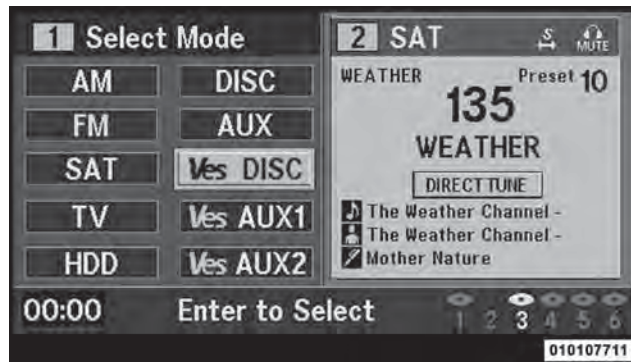 1 Select Mode
AM
DISC
FM
AUX
SAT
Ves DISC
TV
Ves AUX1
HDD
Ves AUX2
2 SAT
S
MUTE
WEATHER
Preset 10
135
WEATHER
DIRECT TUNE
The Weather Channel -
The Weather Channel -
Mother Nature
00:00
Enter to Select
1 2 3 4 5 6
010107711